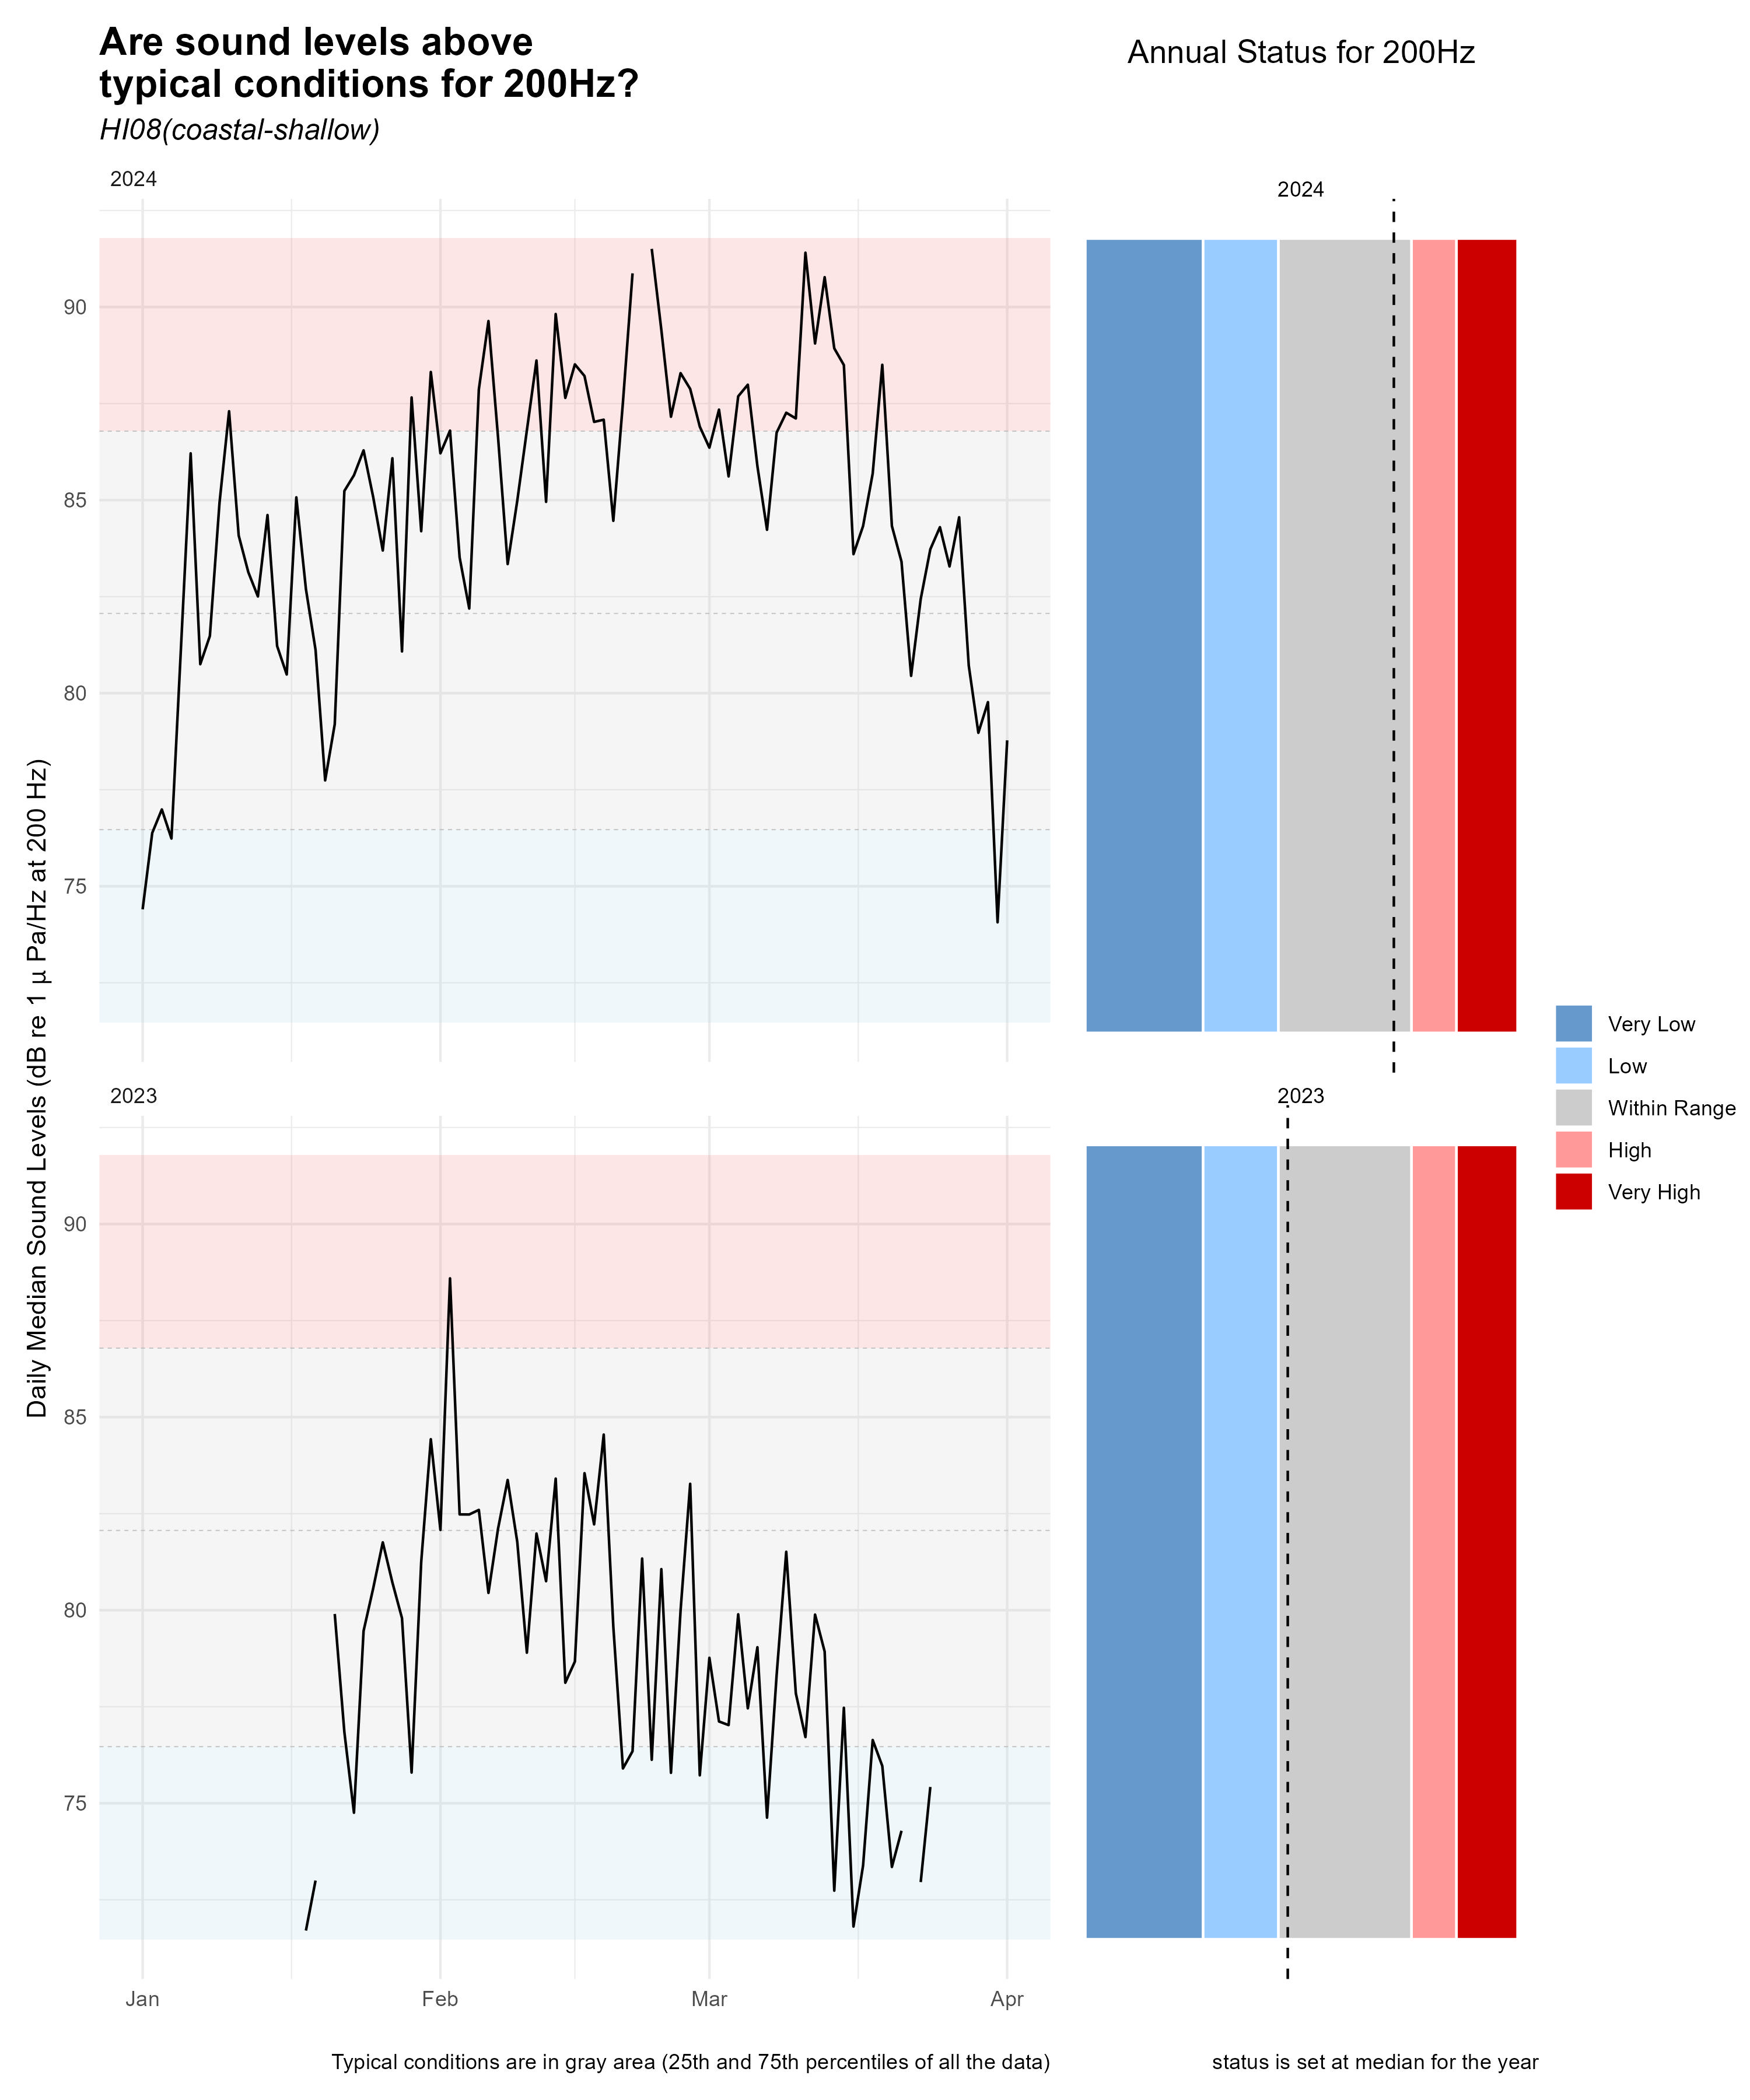 Are sound levels above
typical conditions for 200Hz?
HI08(coastal-shallow)
Annual Status for 200Hz
2024
90
85
80
75
2024
Daily Median Sound Levels (dB re 1 µ Pa/Hz at 200 Hz)
2023
90
85
80
75
Jan Feb Mar Apr
2023
Very Low
Low
Within Range
High
Very High
Typical conditions are in gray area (25th and 75th percentiles of all the data)
status is set at median for the year